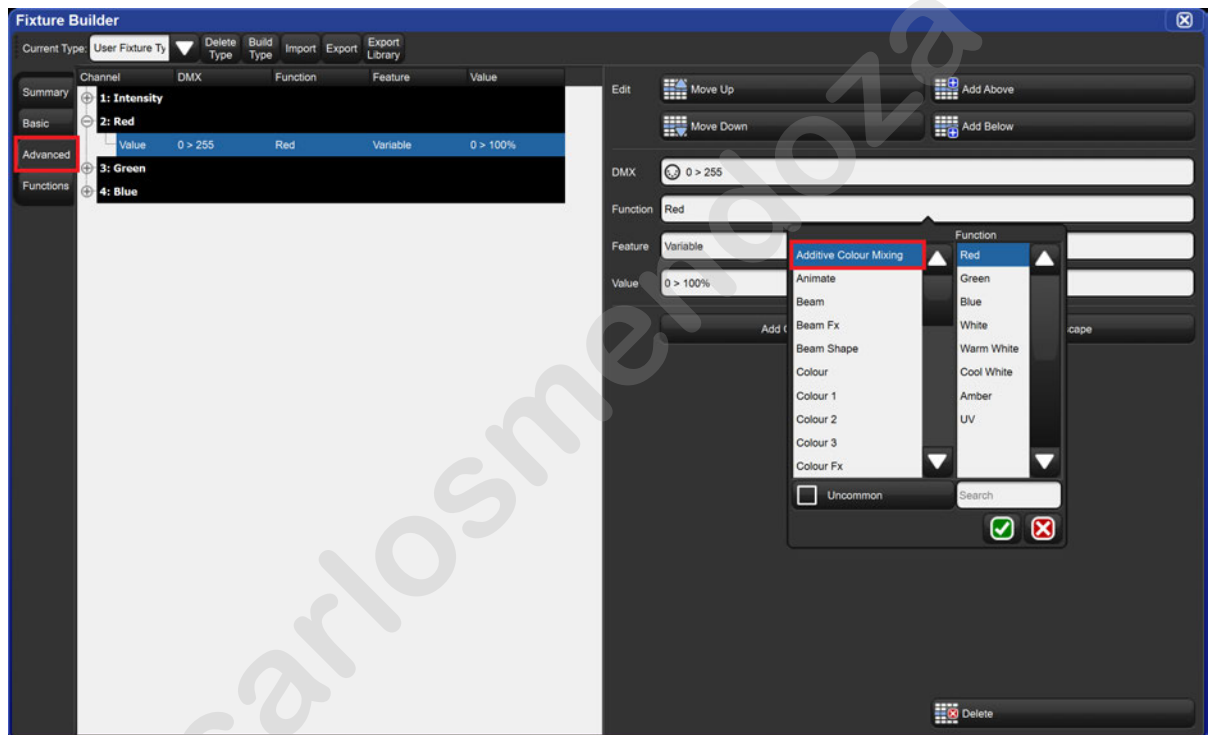 Fixture Builder
Current Type: User Fixture Ty Delete Type Build Type Import Export Export Library
Summary
Basic
Advanced
Functions
Channel DMX Function Feature Value
1: Intensity
2: Red
Value 0 > 255 Red Variable 0 > 100%
3: Green
4: Blue
Edit Move Up Add Above
Move Down Add Below
DMX 0 > 255
Function Red
Feature Variable
Value 0 > 100%
Add
Function
Additive Colour Mixing Red
Animate Green
Beam Blue
Beam Fx White
Beam Shape Warm White
Colour Cool White
Colour 1 Amber
Colour 2 UV
Colour 3
Colour Fx
Uncommon Search
Delete
carlosmendoza